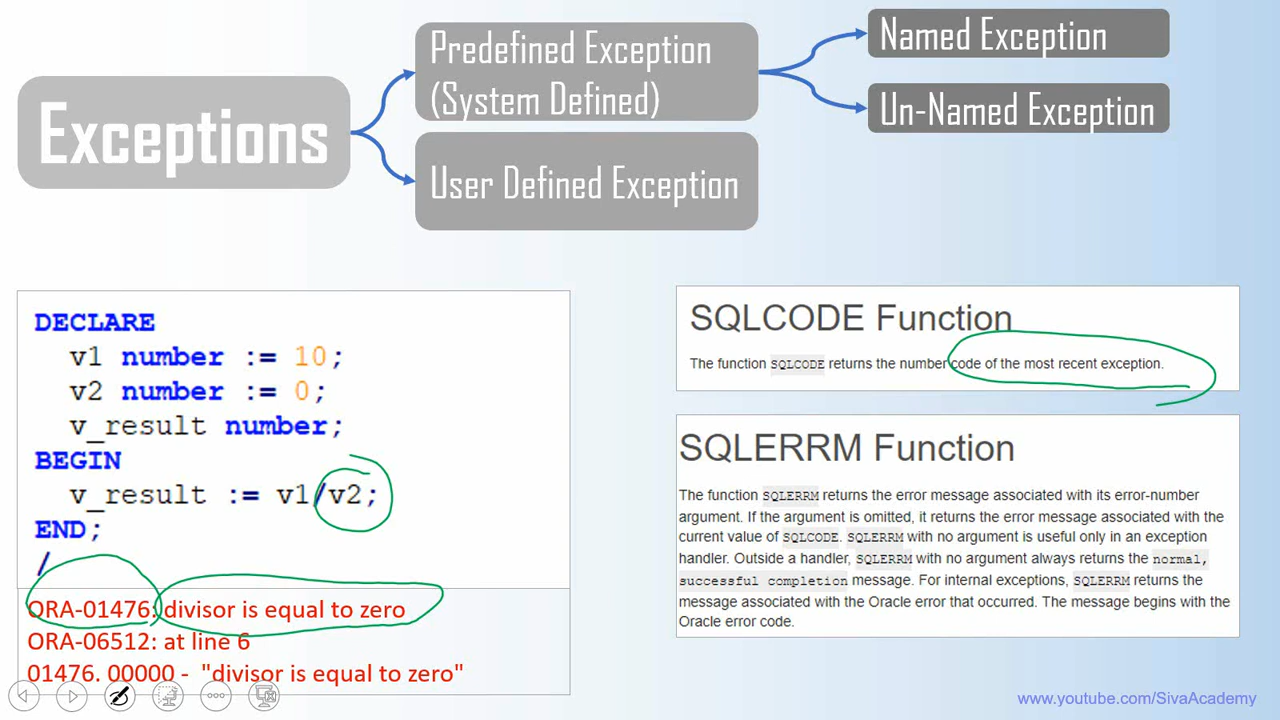 Exceptions
Predefined Exception
(System Defined)
User Defined Exception
Named Exception
Un-Named Exception
DECLARE
v1 number := 10;
v2 number := 0;
v_result number;
BEGIN
v_result := v1/v2;
END;
/
ORA-01476: divisor is equal to zero
ORA-06512: at line 6
01476. 00000 - "divisor is equal to zero"
SQLCODE Function
The function SQLCODE returns the number code of the most recent exception.
SQLERRM Function
The function SQLERRM returns the error message associated with its error-number
argument. If the argument is omitted, it returns the error message associated with the
current value of SQLCODE. SQLERRM with no argument is useful only in an exception
handler. Outside a handler, SQLERRM with no argument always returns the normal,
successful completion message. For internal exceptions, SQLERRM returns the
message associated with the Oracle error that occurred. The message begins with the
Oracle error code.
www.youtube.com/SivaAcademy